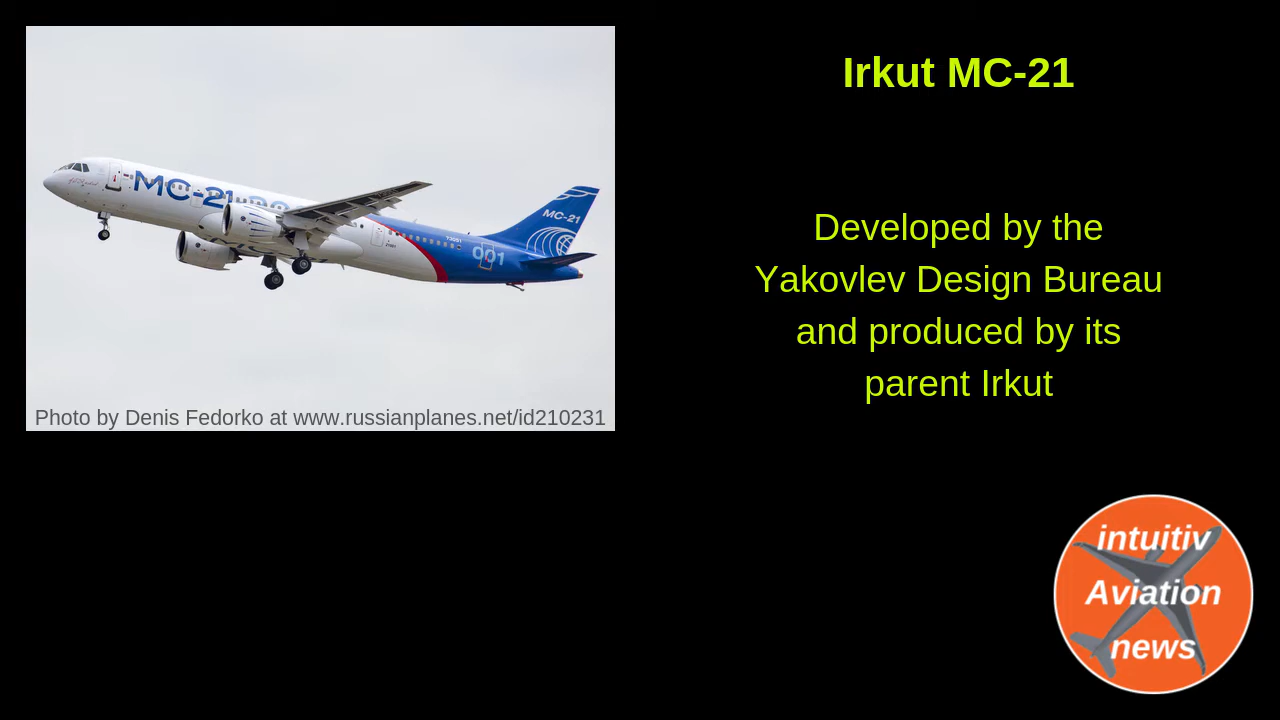 Irkut MC-21
Developed by the
Yakovlev Design Bureau
and produced by its
parent Irkut
MC-21
MC-21
001
Photo by Denis Fedorko at www.russianplanes.net/id210231
intuitiv
Aviation
news